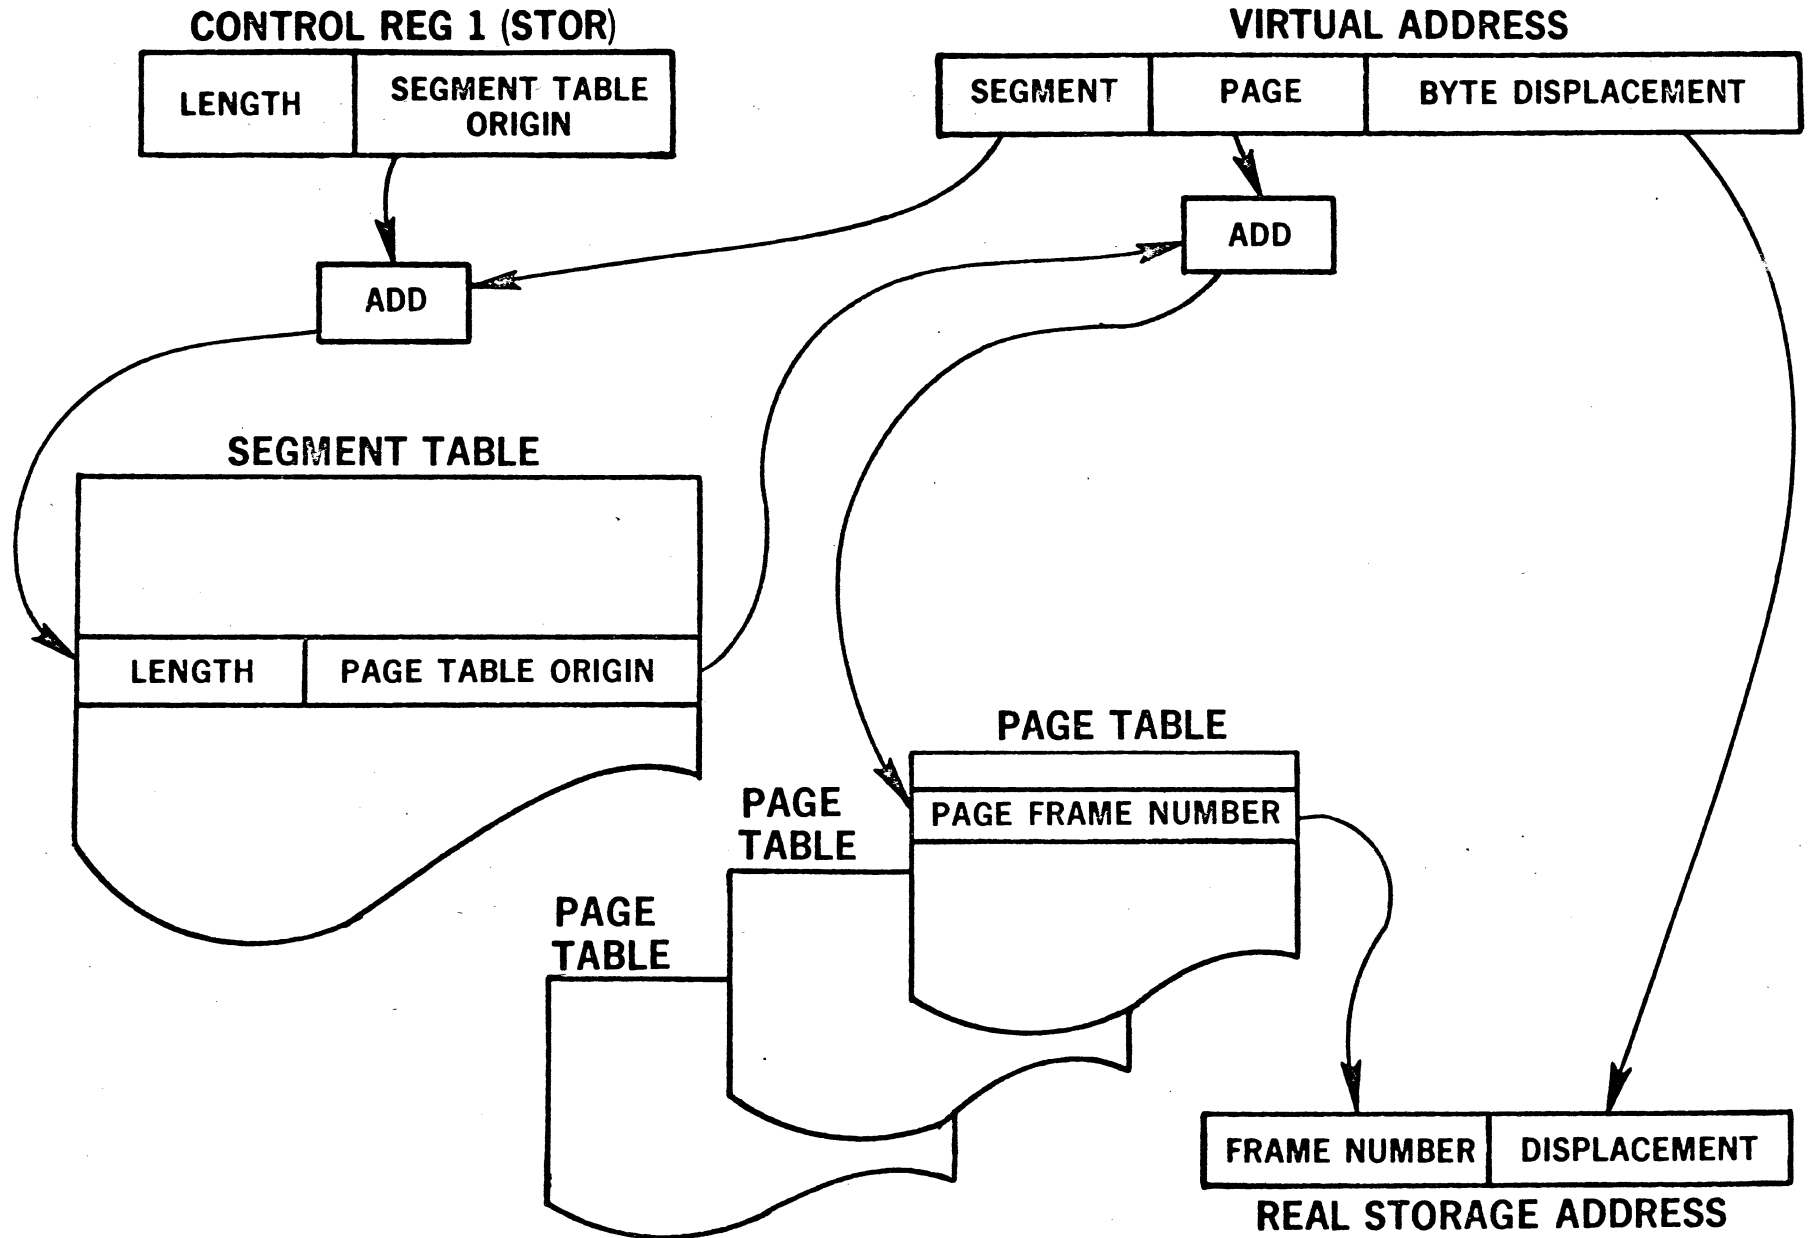 CONTROL REG 1 (STOR)
LENGTH
SEGMENT TABLE
ORIGIN
VIRTUAL ADDRESS
SEGMENT
PAGE
BYTE DISPLACEMENT
ADD
ADD
SEGMENT TABLE
LENGTH
PAGE TABLE ORIGIN
PAGE TABLE
PAGE FRAME NUMBER
PAGE
TABLE
PAGE
TABLE
FRAME NUMBER
DISPLACEMENT
REAL STORAGE ADDRESS